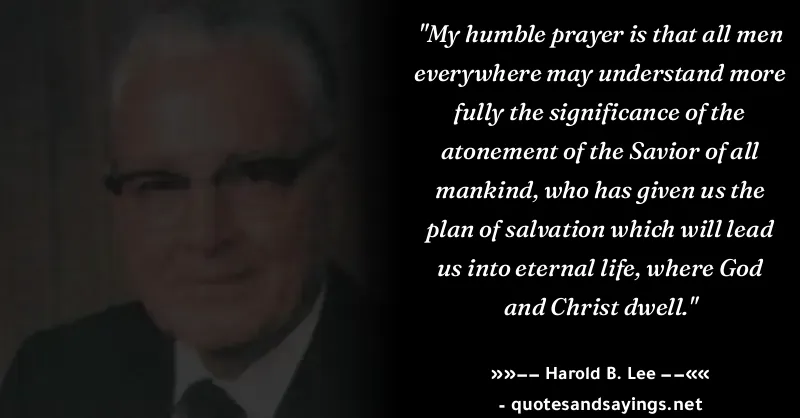 "My humble prayer is that all men
everywhere may understand more
fully the significance of the
atonement of the Savior of all
mankind, who has given us the
plan of salvation which will lead
us into eternal life, where God
and Christ dwell."
»»–– Harold B. Lee ––««
- quotesandsayings.net